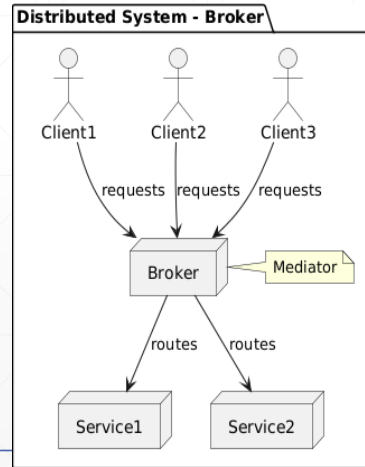 Distributed System - Broker
Client1 Client2 Client3
requests requests requests
Broker
Mediator
routes routes
Service1 Service2